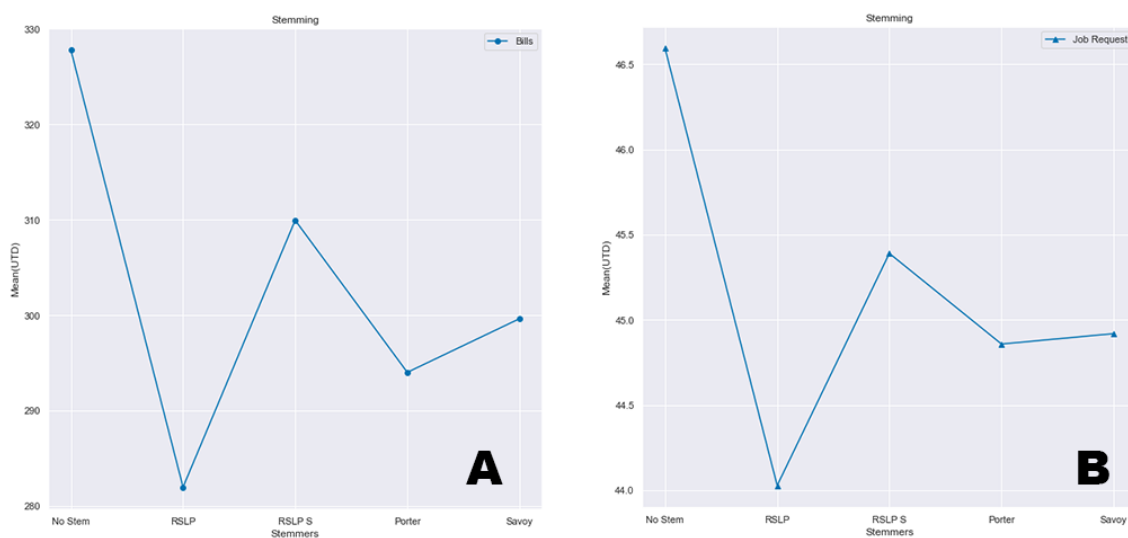 Stemming
Bills
330
320
310
300
290
280
Mean(UTD)
No Stem RSLP RSLP S Porter Savoy
Stemmers
A
Stemming
Job Request
46.5
46.0
45.5
45.0
44.5
44.0
Mean(UTD)
No Stem RSLP RSLP S Porter Savoy
Stemmers
B